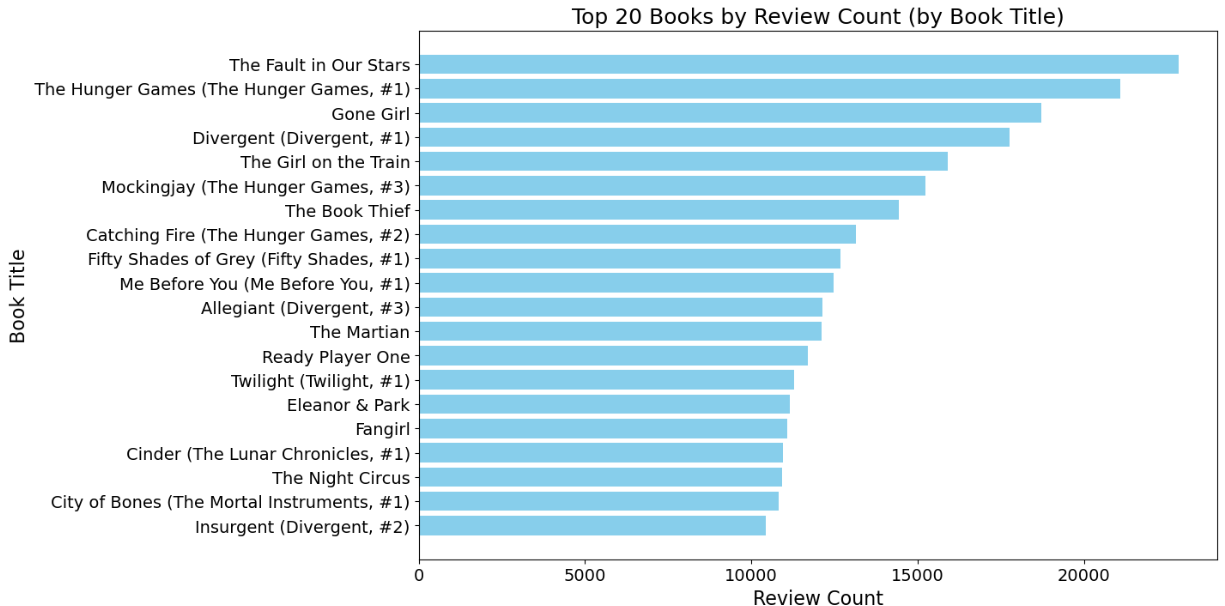 Top 20 Books by Review Count (by Book Title)
The Fault in Our Stars
The Hunger Games (The Hunger Games, #1)
Gone Girl
Divergent (Divergent, #1)
The Girl on the Train
Mockingjay (The Hunger Games, #3)
The Book Thief
Catching Fire (The Hunger Games, #2)
Fifty Shades of Grey (Fifty Shades, #1)
Me Before You (Me Before You, #1)
Allegiant (Divergent, #3)
The Martian
Ready Player One
Twilight (Twilight, #1)
Eleanor & Park
Fangirl
Cinder (The Lunar Chronicles, #1)
The Night Circus
City of Bones (The Mortal Instruments, #1)
Insurgent (Divergent, #2)
Book Title
0 5000 10000 15000 20000
Review Count